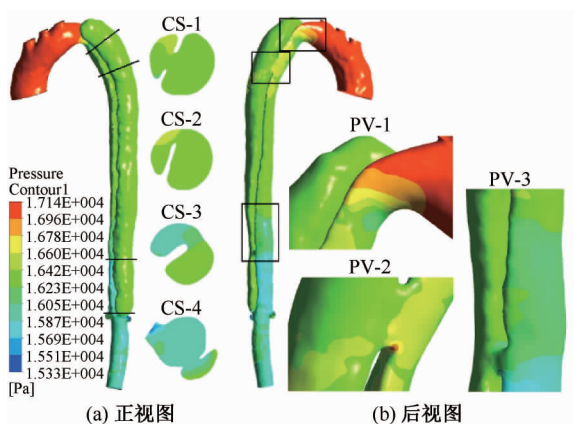 CS-1
CS-2
CS-3
CS-4
PV-1
PV-2
PV-3
Pressure
Contour1
1.714E+004
1.696E+004
1.678E+004
1.660E+004
1.642E+004
1.623E+004
1.605E+004
1.587E+004
1.569E+004
1.551E+004
1.533E+004
[Pa]
(a) 正视图
(b) 后视图